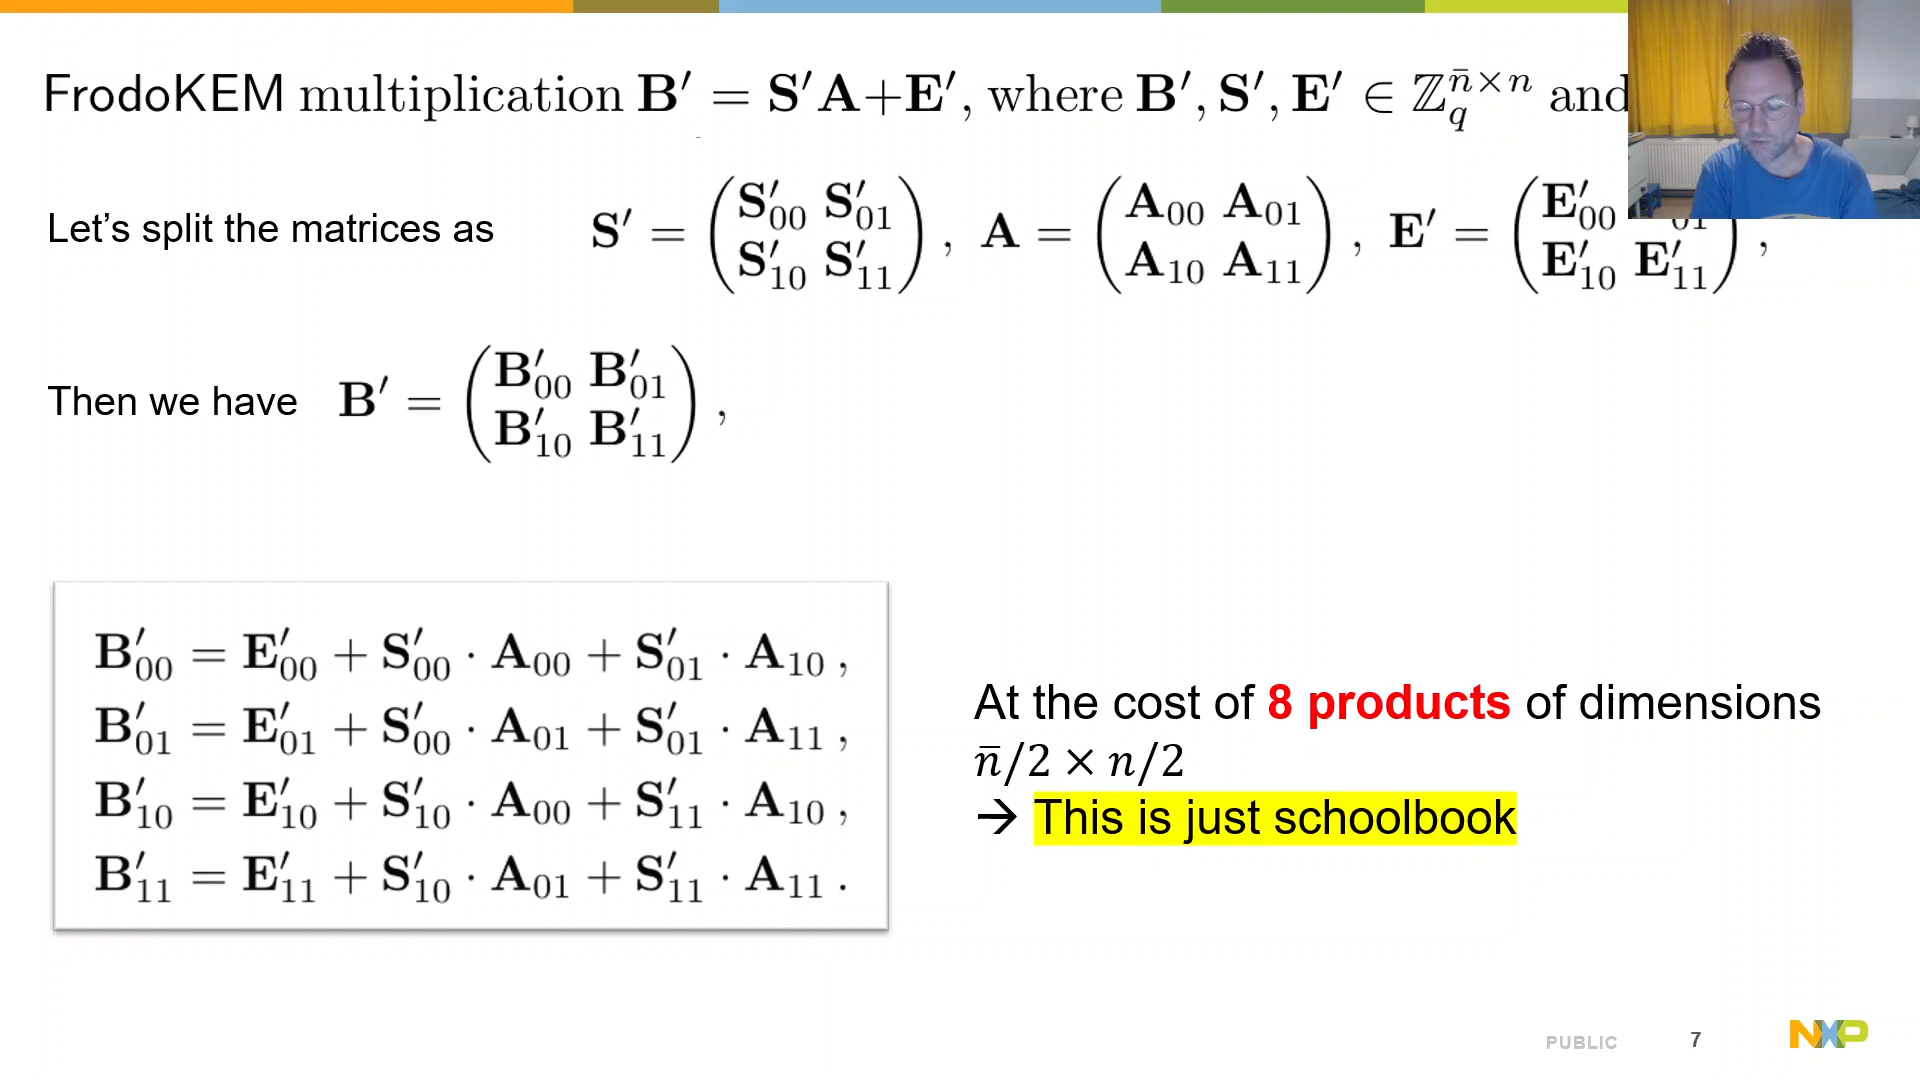 FrodoKEM multiplication B′ = S′A+E′, where B′, S′, E′ ∈ ℤ_q^{n̄×n} and
Let's split the matrices as S′ = (S′₀₀ S′₀₁ S′₁₀ S′₁₁), A = (A₀₀ A₀₁ A₁₀ A₁₁), E′ = (E′₀₀ E′₁₀ E′₁₁),
Then we have B′ = (B′₀₀ B′₀₁ B′₁₀ B′₁₁),
B′₀₀ = E′₀₀ + S′₀₀ · A₀₀ + S′₀₁ · A₁₀ ,
B′₀₁ = E′₀₁ + S′₀₀ · A₀₁ + S′₀₁ · A₁₁ ,
B′₁₀ = E′₁₀ + S′₁₀ · A₀₀ + S′₁₁ · A₁₀ ,
B′₁₁ = E′₁₁ + S′₁₀ · A₀₁ + S′₁₁ · A₁₁ .
At the cost of 8 products of dimensions
n̄/2 × n/2
→ This is just schoolbook
PUBLIC 7 NXP